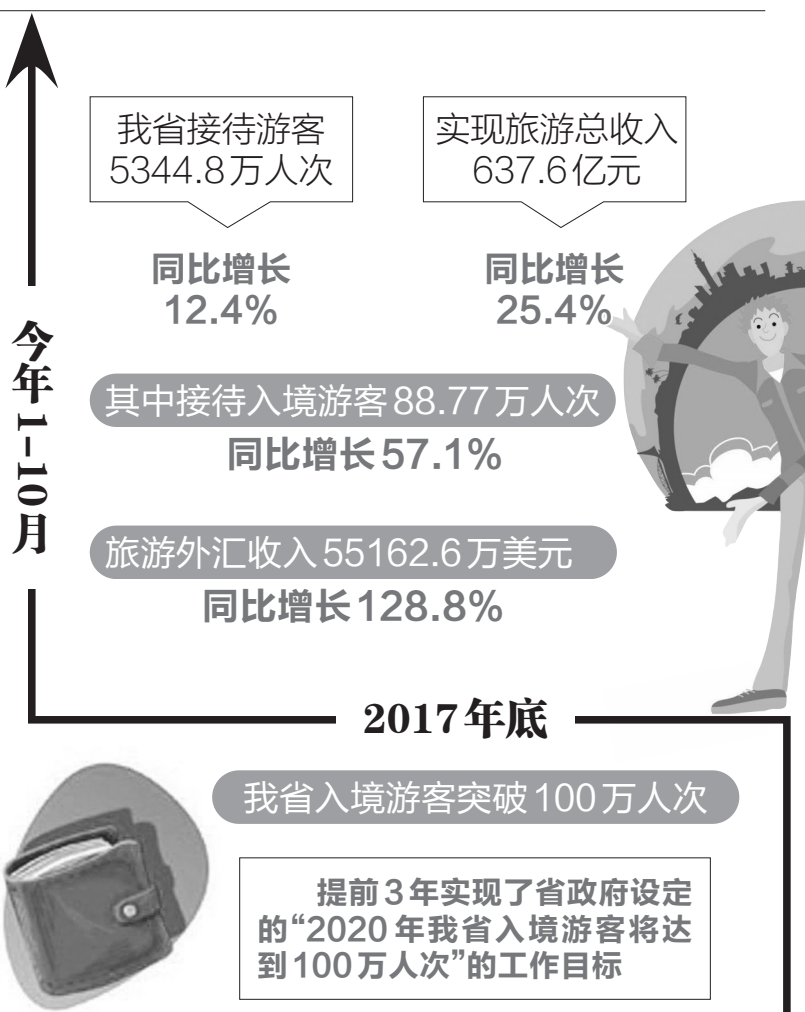 今年1-10月
我省接待游客
5344.8万人次
同比增长
12.4%
实现旅游总收入
637.6亿元
同比增长
25.4%
其中接待入境游客88.77万人次
同比增长57.1%
旅游外汇收入55162.6万美元
同比增长128.8%
2017年底
我省入境游客突破100万人次
提前3年实现了省政府设定
的“2020年我省入境游客将达
到100万人次”的工作目标